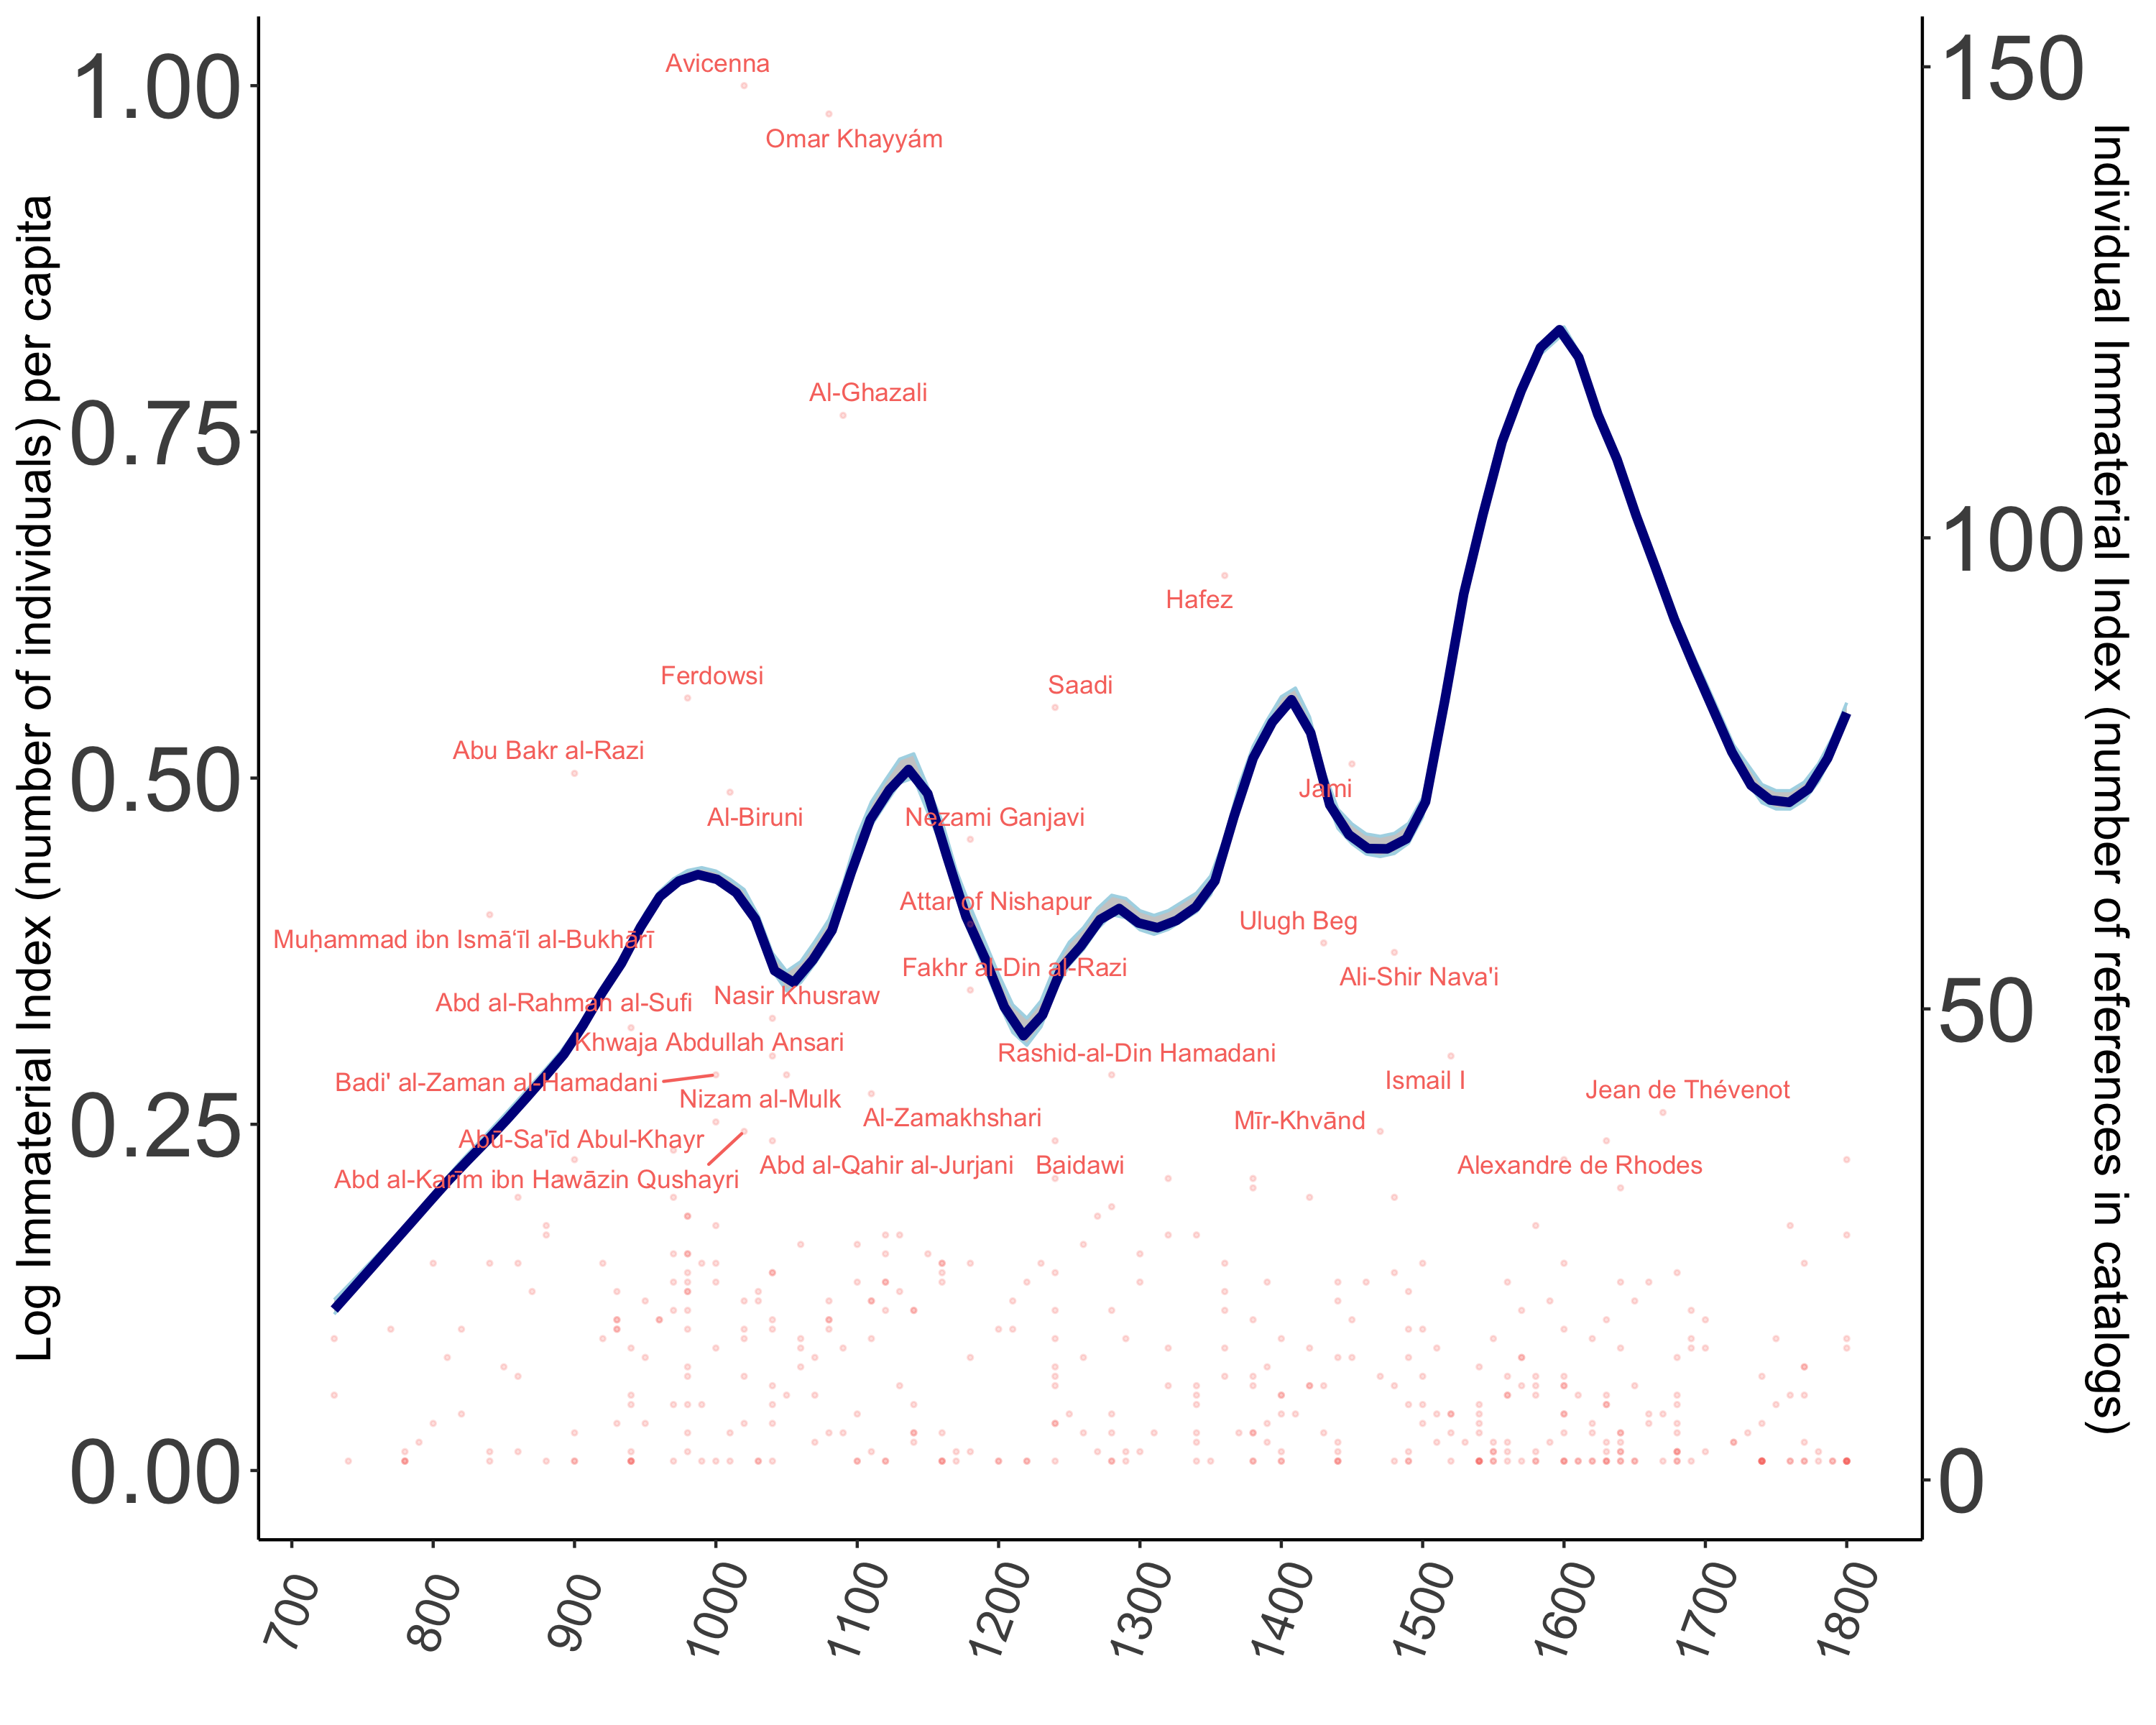 Avicenna
Omar Khayyám
Al-Ghazali
Hafez
Ferdowsi
Saadi
Abu Bakr al-Razi
Jami
Al-Biruni
Nezami Ganjavi
Attar of Nishapur
Ulugh Beg
Muḥammad ibn Ismā‘īl al-Bukhārī
Fakhr al-Din al-Razi
Ali-Shir Nava'i
Abd al-Rahman al-Sufi
Nasir Khusraw
Khwaja Abdullah Ansari
Rashid-al-Din Hamadani
Badi' al-Zaman al-Hamadani
Ismail I
Jean de Thévenot
Nizam al-Mulk
Al-Zamakhshari
Mīr-Khvānd
Abū-Sa'īd Abul-Khayr
Abd al-Qahir al-Jurjani
Baidawi
Alexandre de Rhodes
Abd al-Karīm ibn Hawāzin Qushayri
Log Immaterial Index (number of individuals) per capita
1.00
0.75
0.50
0.25
0.00
Individual Immaterial Index (number of references in catalogs)
150
100
50
0
700
800
900
1000
1100
1200
1300
1400
1500
1600
1700
1800